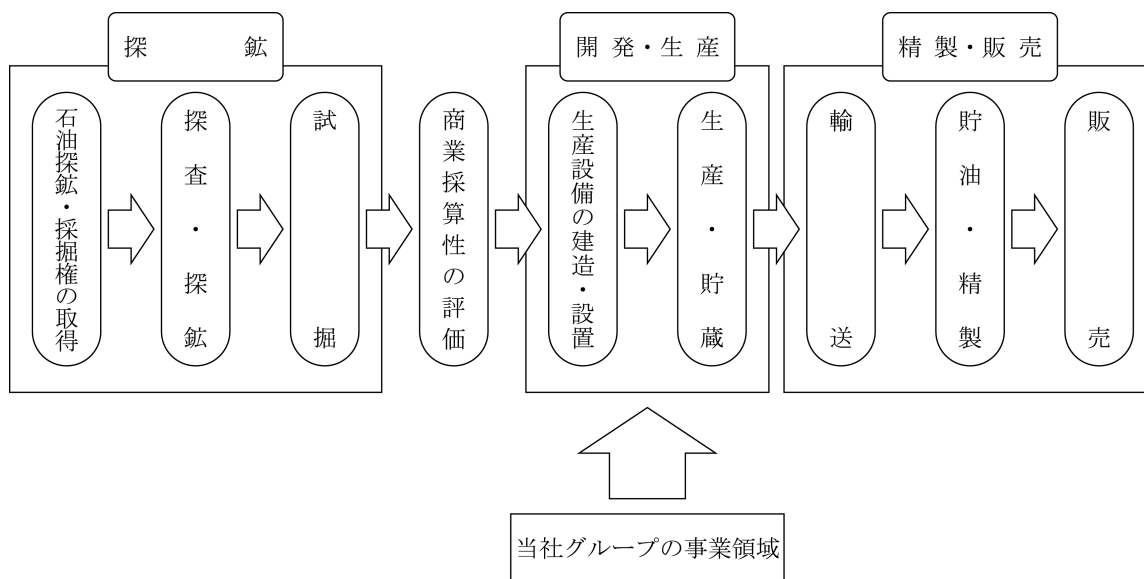 探鉱
開発・生産
精製・販売
石油探鉱・採掘権の取得
探査・探鉱
試掘
商業採算性の評価
生産設備の建造・設置
生産・貯蔵
輸送
貯油・精製
販売
当社グループの事業領域